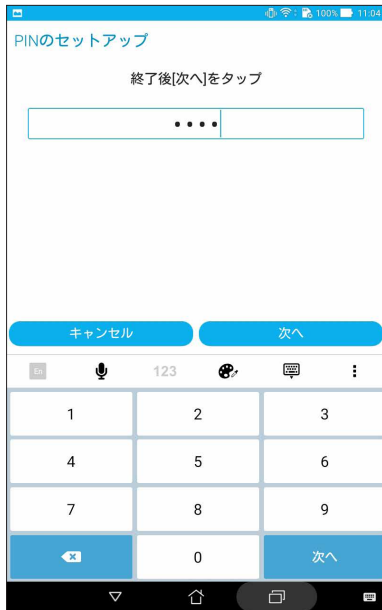 100% 11:04
PINのセットアップ
終了後[次へ]をタップ
••••
キャンセル 次へ
En 123
1 2 3
4 5 6
7 8 9
0 次へ